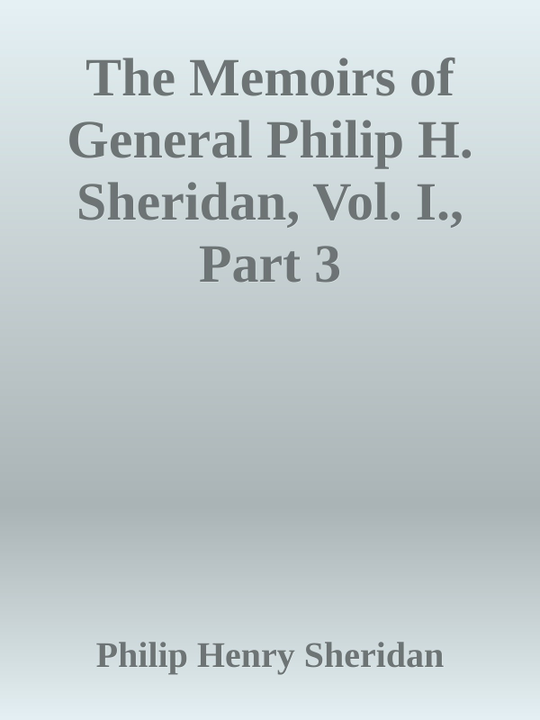 The Memoirs of
General Philip H.
Sheridan, Vol. I.,
Part 3
Philip Henry Sheridan